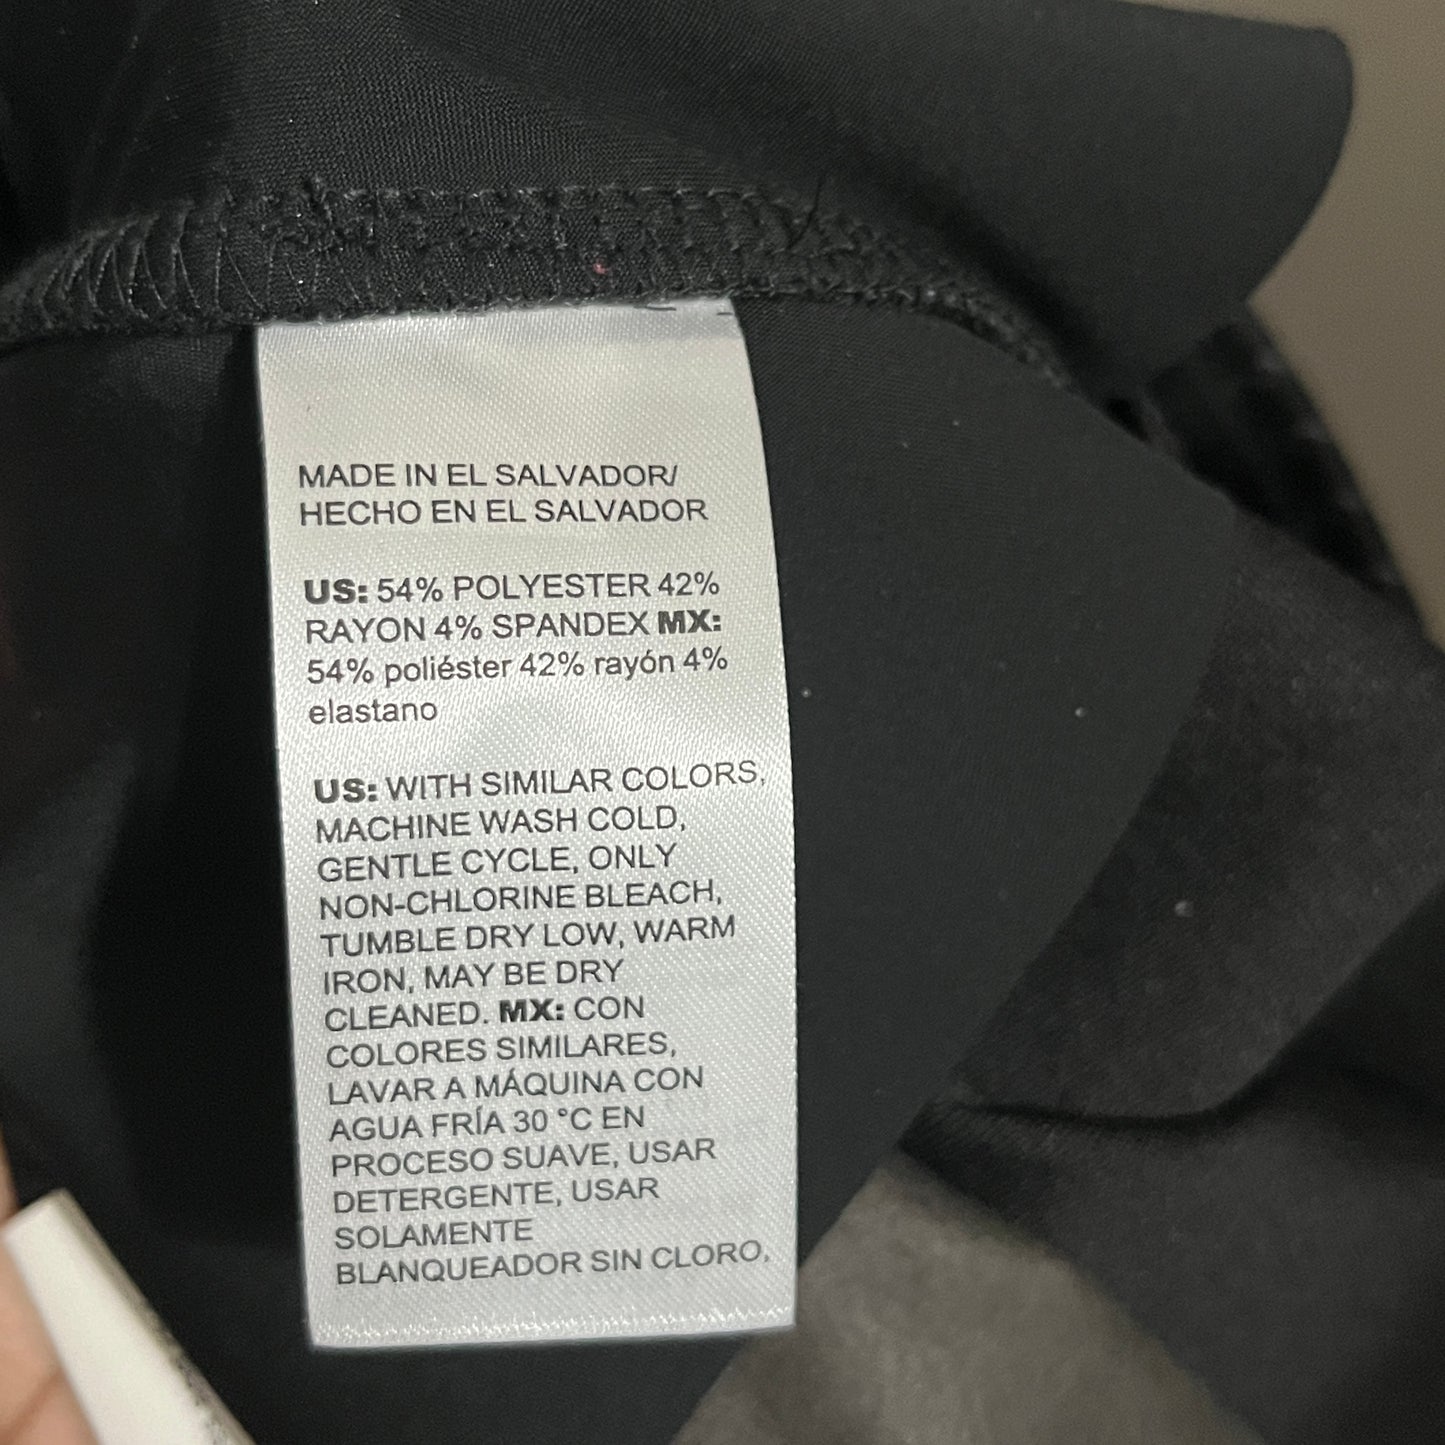 MADE IN EL SALVADOR/
HECHO EN EL SALVADOR
US: 54% POLYESTER 42%
RAYON 4% SPANDEX MX:
54% poliéster 42% rayón 4%
elastano
US: WITH SIMILAR COLORS,
MACHINE WASH COLD,
GENTLE CYCLE, ONLY
NON-CHLORINE BLEACH,
TUMBLE DRY LOW, WARM
IRON, MAY BE DRY
CLEANED. MX: CON
COLORES SIMILARES,
LAVAR A MÁQUINA CON
AGUA FRÍA 30 °C EN
PROCESO SUAVE, USAR
DETERGENTE, USAR
SOLAMENTE
BLANQUEADOR SIN CLORO,